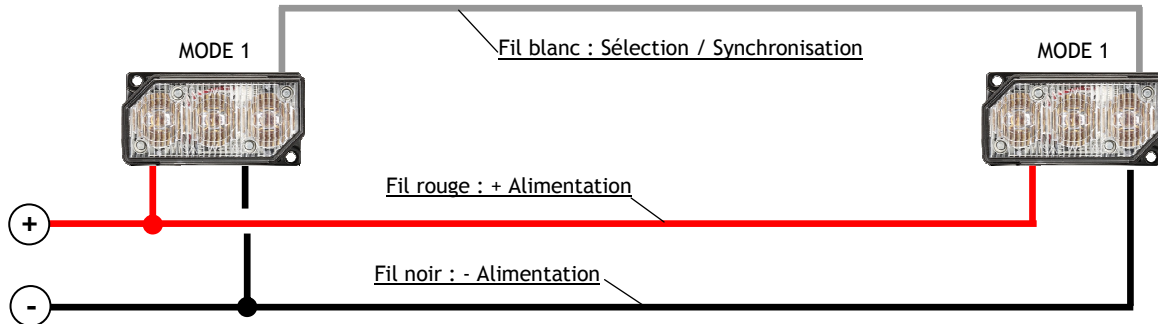 MODE 1
Fil blanc : Sélection / Synchronisation
MODE 1
Fil rouge : + Alimentation
+
Fil noir : - Alimentation
-